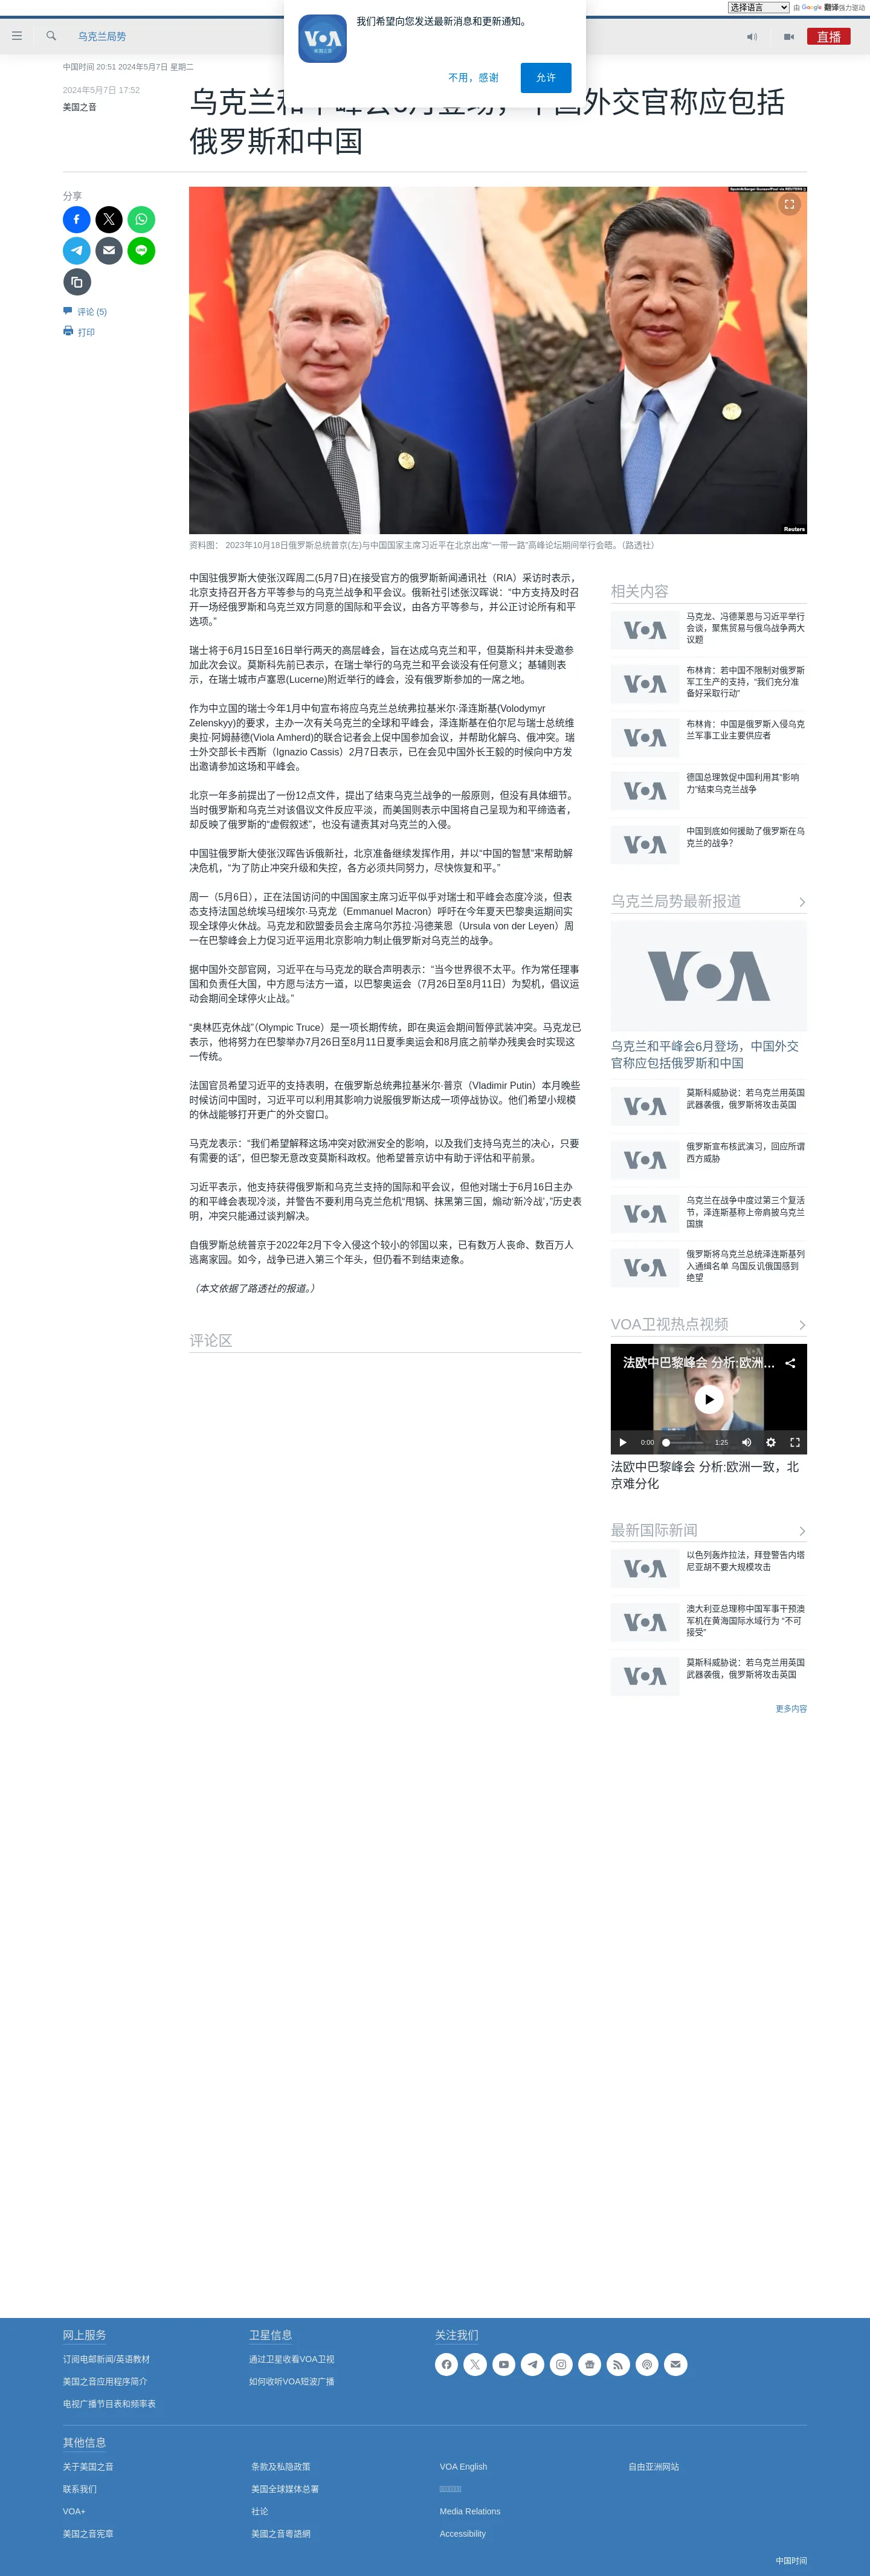 选择语言
由 Google 翻译强力驱动
我们希望向您发送最新消息和更新通知。
不用，感谢
允许
乌克兰局势
直播
中国时间 20:51 2024年5月7日 星期二
2024年5月7日 17:52
美国之音
俄罗斯和中国
分享
评论 (5)
打印
Reuters
资料图： 2023年10月18日俄罗斯总统普京(左)与中国国家主席习近平在北京出席“一带一路”高峰论坛期间举行会晤。（路透社）
中国驻俄罗斯大使张汉晖周二(5月7日)在接受官方的俄罗斯新闻通讯社（RIA）采访时表示，
北京支持召开各方平等参与的乌克兰战争和平会议。俄新社引述张汉晖说：“中方支持及时召
开一场经俄罗斯和乌克兰双方同意的国际和平会议，由各方平等参与，并公正讨论所有和平
选项。”
瑞士将于6月15日至16日举行两天的高层峰会，旨在达成乌克兰和平，但莫斯科并未受邀参
加此次会议。莫斯科先前已表示，在瑞士举行的乌克兰和平会谈没有任何意义；基辅则表
示，在瑞士城市卢塞恩(Lucerne)附近举行的峰会，没有俄罗斯参加的一席之地。
作为中立国的瑞士今年1月中旬宣布将应乌克兰总统弗拉基米尔·泽连斯基(Volodymyr
Zelenskyy)的要求，主办一次有关乌克兰的全球和平峰会，泽连斯基在伯尔尼与瑞士总统维
奥拉·阿姆赫德(Viola Amherd)的联合记者会上促中国参加会议，并帮助化解乌、俄冲突。瑞
士外交部长卡西斯（Ignazio Cassis）2月7日表示，已在会见中国外长王毅的时候向中方发
出邀请参加这场和平峰会。
北京一年多前提出了一份12点文件，提出了结束乌克兰战争的一般原则，但没有具体细节。
当时俄罗斯和乌克兰对该倡议文件反应平淡，而美国则表示中国将自己呈现为和平缔造者，
却反映了俄罗斯的“虚假叙述”，也没有谴责其对乌克兰的入侵。
中国驻俄罗斯大使张汉晖告诉俄新社，北京准备继续发挥作用，并以“中国的智慧”来帮助解
决危机，“为了防止冲突升级和失控，各方必须共同努力，尽快恢复和平。”
周一（5月6日），正在法国访问的中国国家主席习近平似乎对瑞士和平峰会态度冷淡，但表
态支持法国总统埃马纽埃尔·马克龙（Emmanuel Macron）呼吁在今年夏天巴黎奥运期间实
现全球停火休战。马克龙和欧盟委员会主席乌尔苏拉·冯德莱恩（Ursula von der Leyen）周
一在巴黎峰会上力促习近平运用北京影响力制止俄罗斯对乌克兰的战争。
据中国外交部官网，习近平在与马克龙的联合声明表示：“当今世界很不太平。作为常任理事
国和负责任大国，中方愿与法方一道，以巴黎奥运会（7月26日至8月11日）为契机，倡议运
动会期间全球停火止战。”
“奥林匹克休战”（Olympic Truce）是一项长期传统，即在奥运会期间暂停武装冲突。马克龙已
表示，他将努力在巴黎举办7月26日至8月11日夏季奥运会和8月底之前举办残奥会时实现这
一传统。
法国官员希望习近平的支持表明，在俄罗斯总统弗拉基米尔·普京（Vladimir Putin）本月晚些
时候访问中国时，习近平可以利用其影响力说服俄罗斯达成一项停战协议。他们希望小规模
的休战能够打开更广的外交窗口。
马克龙表示：“我们希望解释这场冲突对欧洲安全的影响，以及我们支持乌克兰的决心，只要
有需要的话”，但巴黎无意改变莫斯科政权。他希望普京访中有助于评估和平前景。
习近平表示，他支持获得俄罗斯和乌克兰支持的国际和平会议，但他对瑞士于6月16日主办
的和平峰会表现冷淡，并警告不要利用乌克兰危机“甩锅、抹黑第三国，煽动‘新冷战’，”历史表
明，冲突只能通过谈判解决。
自俄罗斯总统普京于2022年2月下令入侵这个较小的邻国以来，已有数万人丧命、数百万人
逃离家园。如今，战争已进入第三个年头，但仍看不到结束迹象。
（本文依据了路透社的报道。）
评论区
相关内容
马克龙、冯德莱恩与习近平举行
会谈，聚焦贸易与俄乌战争两大
议题
布林肯：若中国不限制对俄罗斯
军工生产的支持，“我们充分准
备好采取行动”
布林肯：中国是俄罗斯入侵乌克
兰军事工业主要供应者
德国总理敦促中国利用其“影响
力”结束乌克兰战争
中国到底如何援助了俄罗斯在乌
克兰的战争？
乌克兰局势最新报道
VOA
乌克兰和平峰会6月登场，中国外交
官称应包括俄罗斯和中国
莫斯科威胁说：若乌克兰用英国
武器袭俄，俄罗斯将攻击英国
俄罗斯宣布核武演习，回应所谓
西方威胁
乌克兰在战争中度过第三个复活
节，泽连斯基称上帝肩披乌克兰
国旗
俄罗斯将乌克兰总统泽连斯基列
入通缉名单 乌国反讥俄国感到
绝望
VOA卫视热点视频
法欧中巴黎峰会 分析:欧洲...
0:00
1:25
法欧中巴黎峰会 分析:欧洲一致，北
京难分化
最新国际新闻
以色列轰炸拉法，拜登警告内塔
尼亚胡不要大规模攻击
澳大利亚总理称中国军事干预澳
军机在黄海国际水域行为 “不可
接受”
莫斯科威胁说：若乌克兰用英国
武器袭俄，俄罗斯将攻击英国
更多内容
网上服务
订阅电邮新闻/英语教材
美国之音应用程序简介
电视广播节目表和频率表
卫星信息
通过卫星收看VOA卫视
如何收听VOA短波广播
关注我们
其他信息
关于美国之音
联系我们
VOA+
美国之音宪章
条款及私隐政策
美国全球媒体总署
社论
美國之音粵語網
VOA English
Media Relations
Accessibility
自由亚洲网站
中国时间